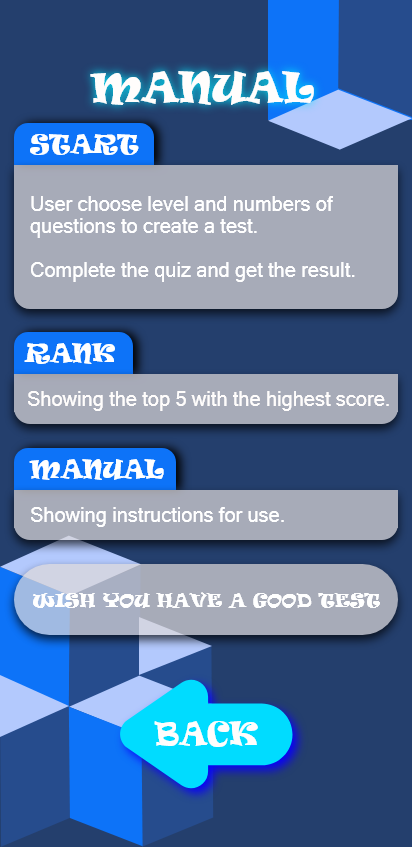 MANUAL
START
User choose level and numbers of
questions to create a test.
Complete the quiz and get the result.
RANK
Showing the top 5 with the highest score.
MANUAL
Showing instructions for use.
WISH YOU HAVE A GOOD TEST
BACK